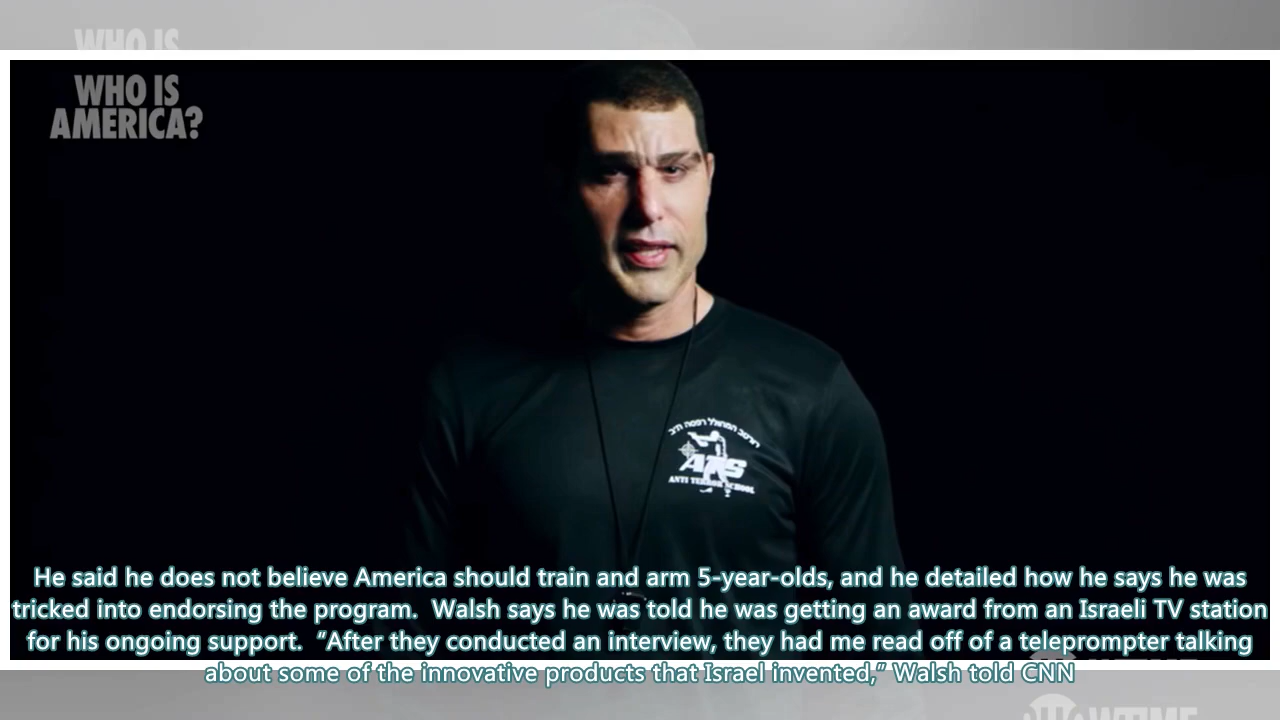 WHO IS
WHO IS
AMERICA?
ATS
ANTI TERROR SCHOOL
He said he does not believe America should train and arm 5-year-olds, and he detailed how he says he was
tricked into endorsing the program.  Walsh says he was told he was getting an award from an Israeli TV station
for his ongoing support.  “After they conducted an interview, they had me read off of a teleprompter talking
about some of the innovative products that Israel invented,” Walsh told CNN